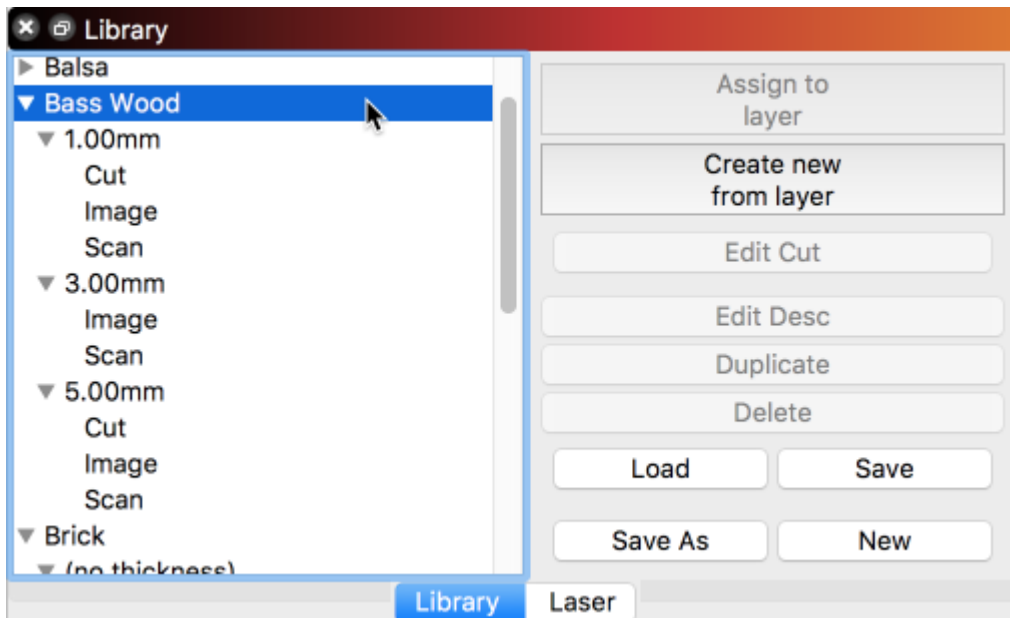 Library
Balsa
Bass Wood
1.00mm
Cut
Image
Scan
3.00mm
Image
Scan
5.00mm
Cut
Image
Scan
Brick
(no thickness)
Assign to
layer
Create new
from layer
Edit Cut
Edit Desc
Duplicate
Delete
Load
Save
Save As
New
Library
Laser